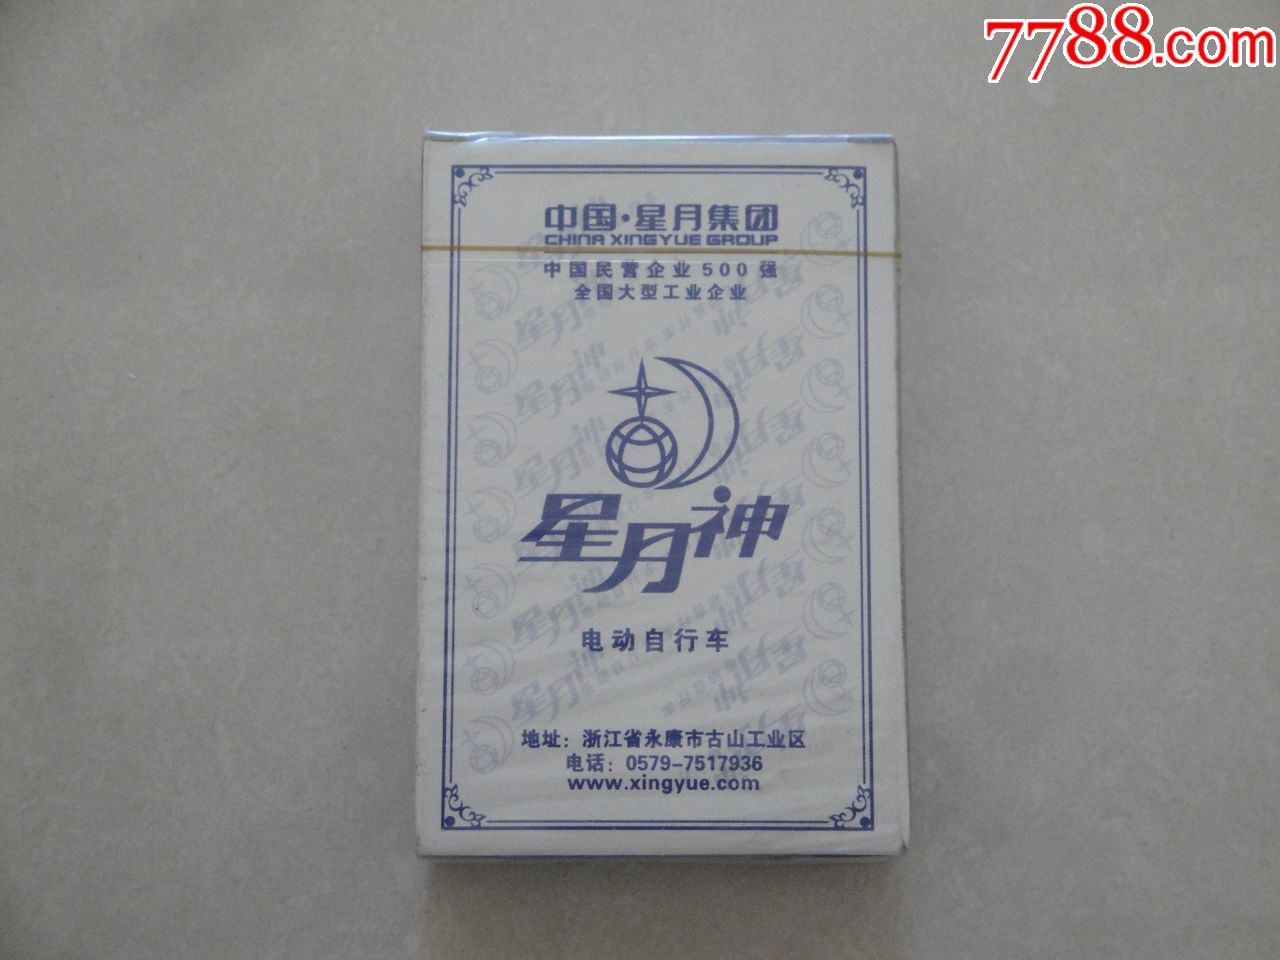 7788.com
中国·星月集团
CHINA XINGYUE GROUP
中国民营企业500强
全国大型工业企业
星月神
电动自行车
地址：浙江省永康市古山工业区
电话：0579-7517936
www.xingyue.com